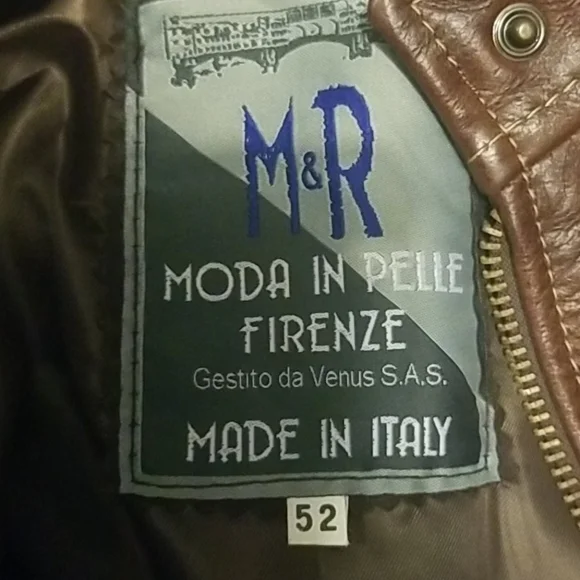 M&R
MODA IN PELLE
FIRENZE
Gestito da Venus S.A.S.
MADE IN ITALY
52